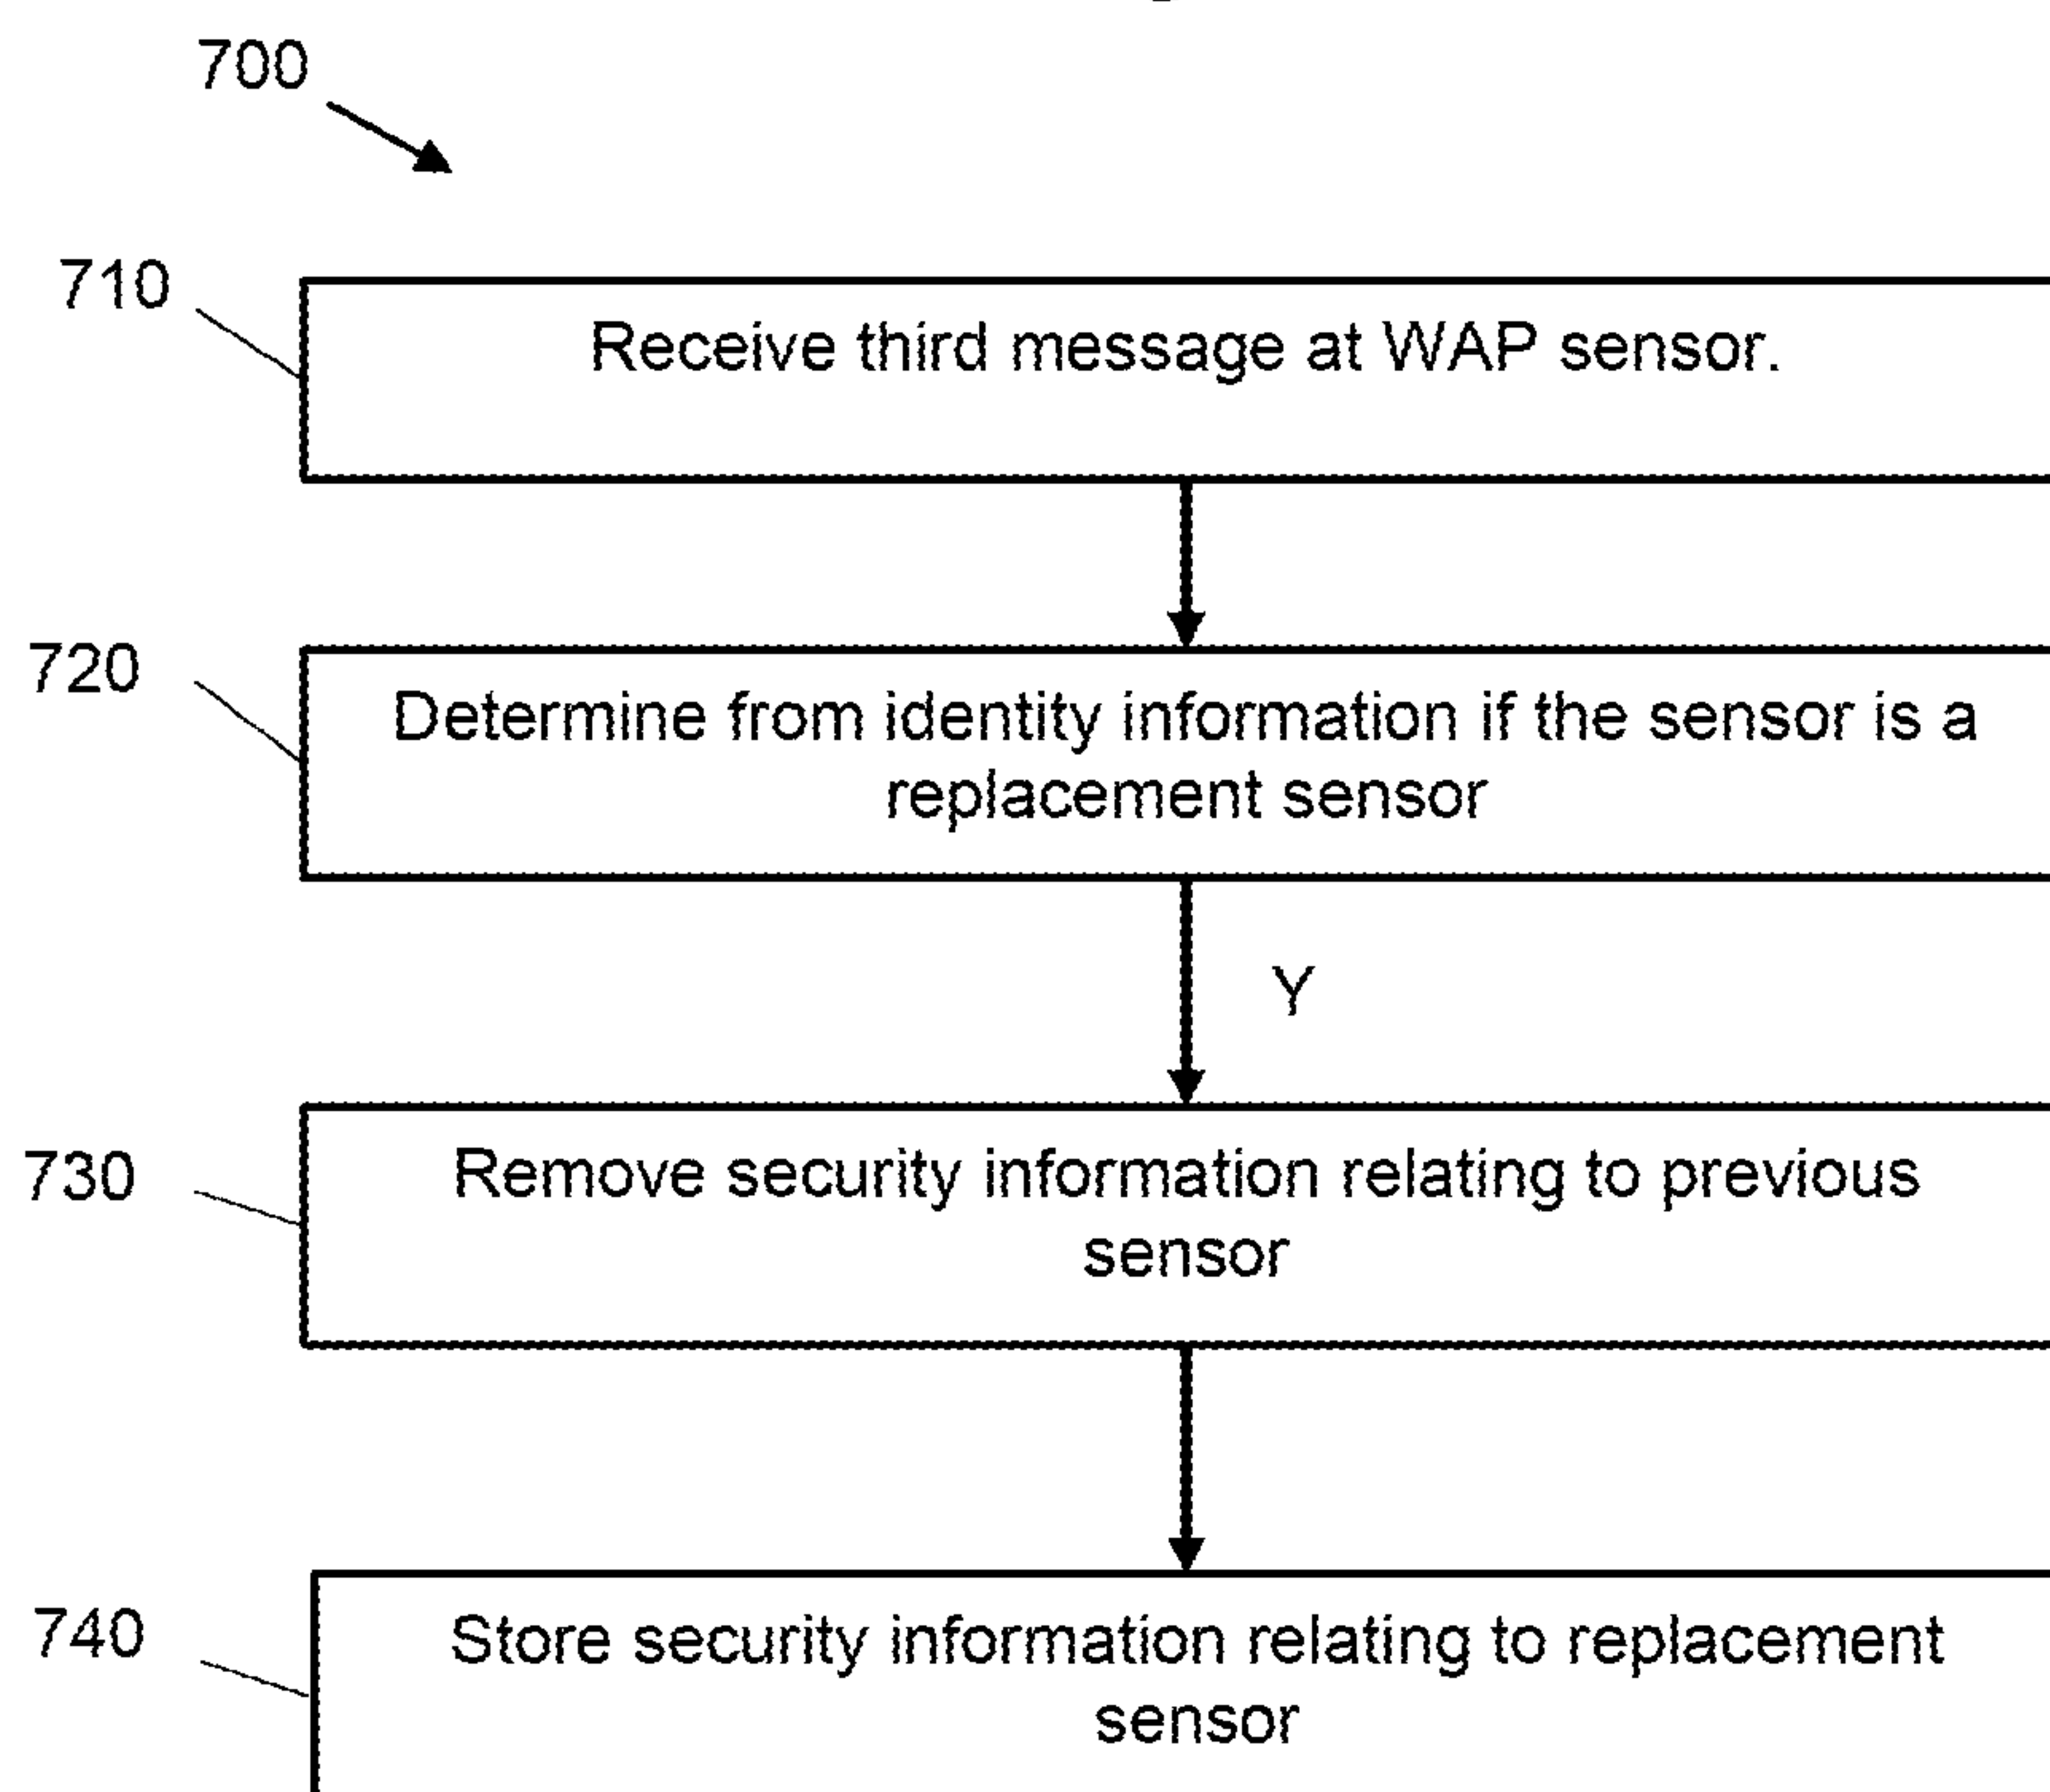 700
710
Receive third message at WAP sensor.
720
Determine from identity information if the sensor is a
replacement sensor
Y
730
Remove security information relating to previous
sensor
740
Store security information relating to replacement
sensor